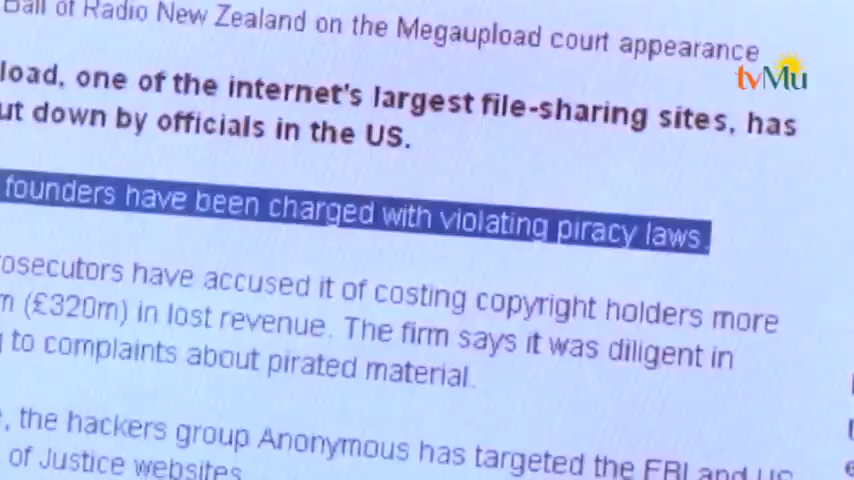 Ball of Radio New Zealand on the Megaupload court appearance
tvMu
load, one of the internet's largest file-sharing sites, has
ut down by officials in the US.
founders have been charged with violating piracy laws.
osecutors have accused it of costing copyright holders more
m (£320m) in lost revenue. The firm says it was diligent in
to complaints about pirated material.
, the hackers group Anonymous has targeted the FBI and US
of Justice websites